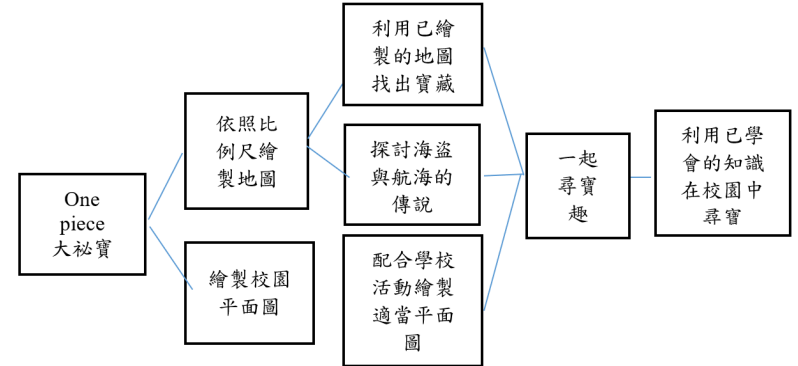 One
piece
大祕寶
依照比
例尺繪
製地圖
繪製校園
平面圖
利用已繪
製的地圖
找出寶藏
探討海盜
與航海的
傳說
配合學校
活動繪製
適當平面
圖
一起
尋寶
趣
利用已學
會的知識
在校園中
尋寶